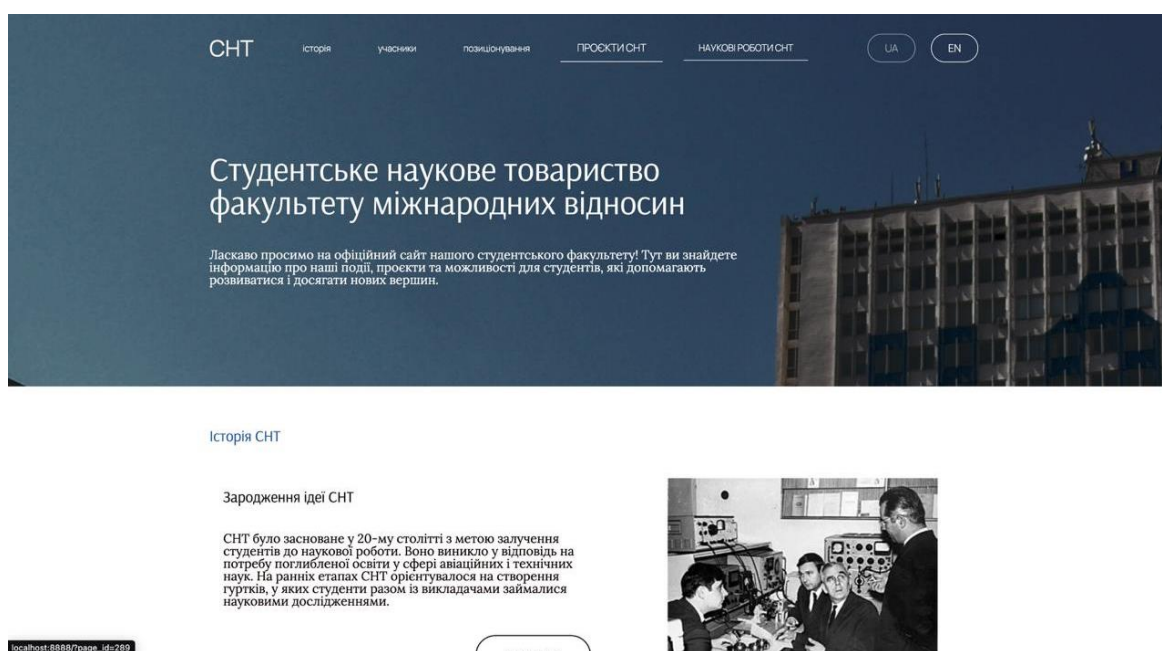 СНТ
історія
учасники
позиціонування
ПРОЄКТИ СНТ
НАУКОВІ РОБОТИ СНТ
UA
EN
Студентське наукове товариство
факультету міжнародних відносин
Ласкаво просимо на офіційний сайт нашого студентського факультету! Тут ви знайдете
інформацію про наші події, проєкти та можливості для студентів, які допомагають
розвиватися і досягати нових вершин.
Історія СНТ
Зародження ідеї СНТ
СНТ було засноване у 20-му столітті з метою залучення
студентів до наукової роботи. Воно виникло у відповідь на
потребу поглибленої освіти у сфері авіаційних і технічних
наук. На ранніх етапах СНТ орієнтувалося на створення
гуртків, у яких студенти разом із викладачами займалися
науковими дослідженнями.
localhost:8888/?page_id=289